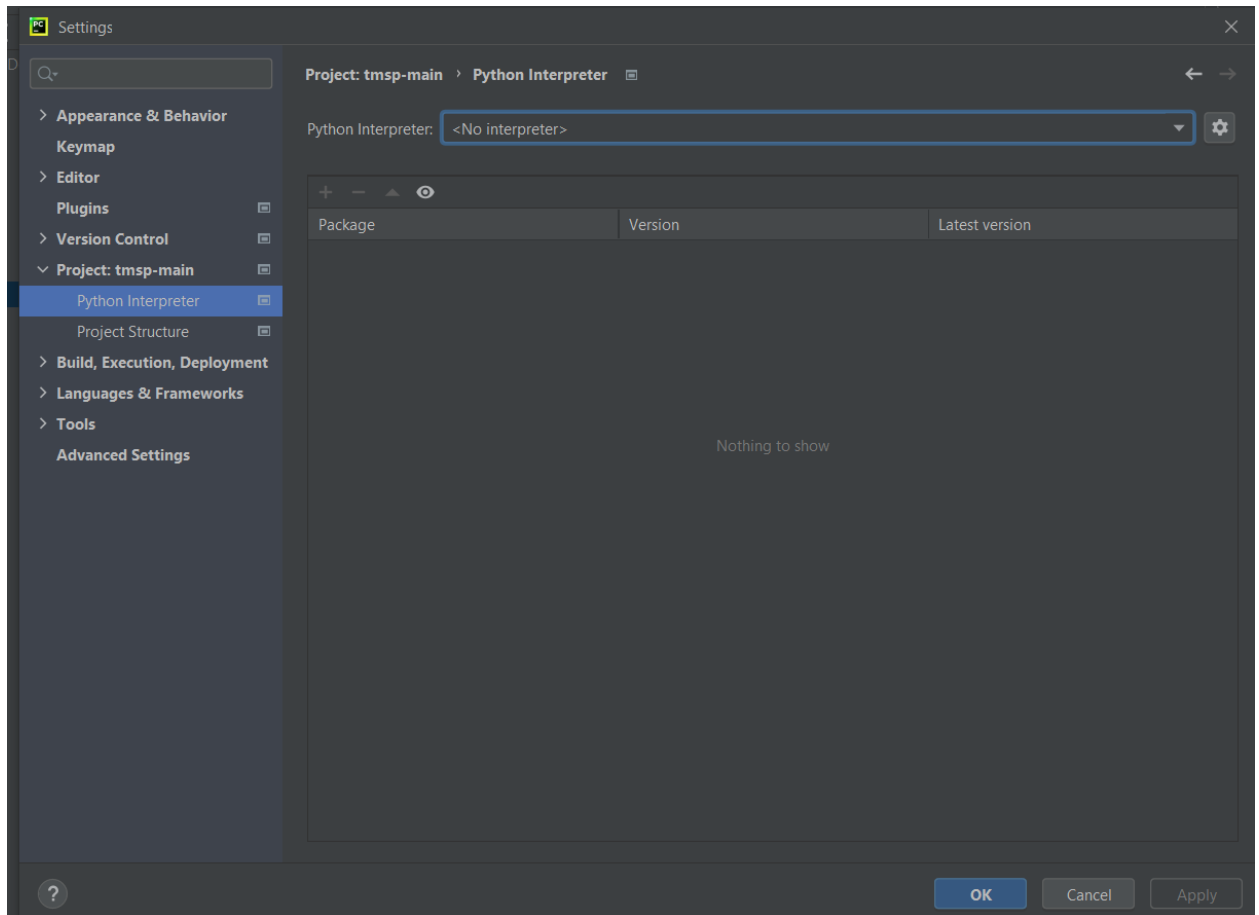 PC
Settings
D
Project: tmsp-main › Python Interpreter
Python Interpreter: <No interpreter>
Appearance & Behavior
Keymap
Editor
Plugins
Version Control
Project: tmsp-main
Python Interpreter
Project Structure
Build, Execution, Deployment
Languages & Frameworks
Tools
Advanced Settings
Package Version Latest version
Nothing to show
? OK Cancel Apply